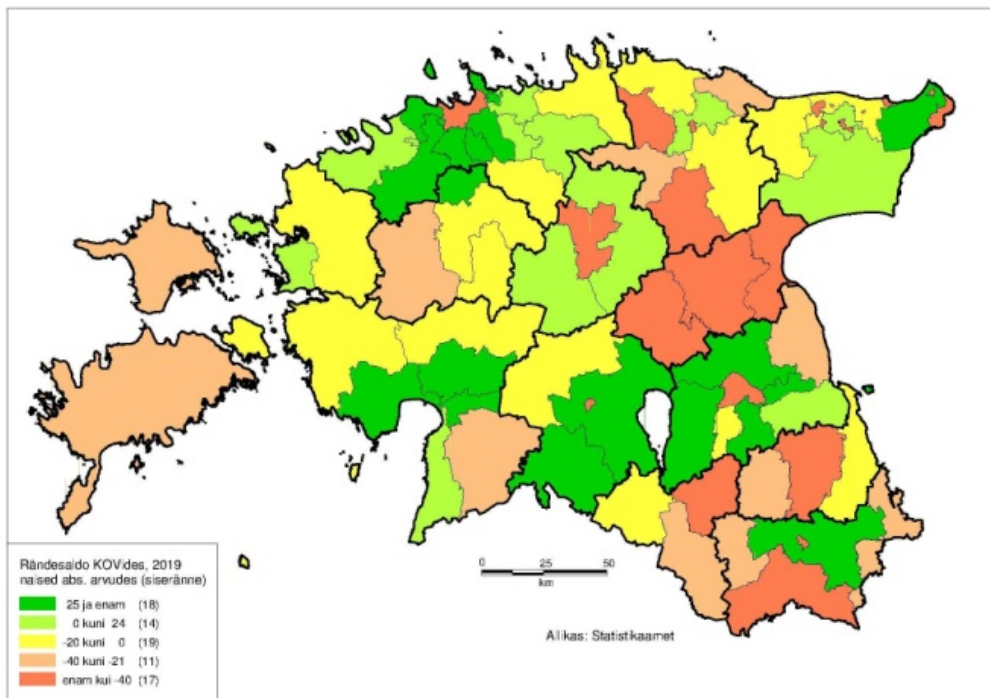 Rändesaldo KOVides, 2019
naised abs. arvudes (siseränne)
25 ja enam (18)
0 kuni 24 (14)
-20 kuni 0 (19)
-40 kuni -21 (11)
enam kui -40 (17)
0 25 50
km
Allikas: Statistikaamet